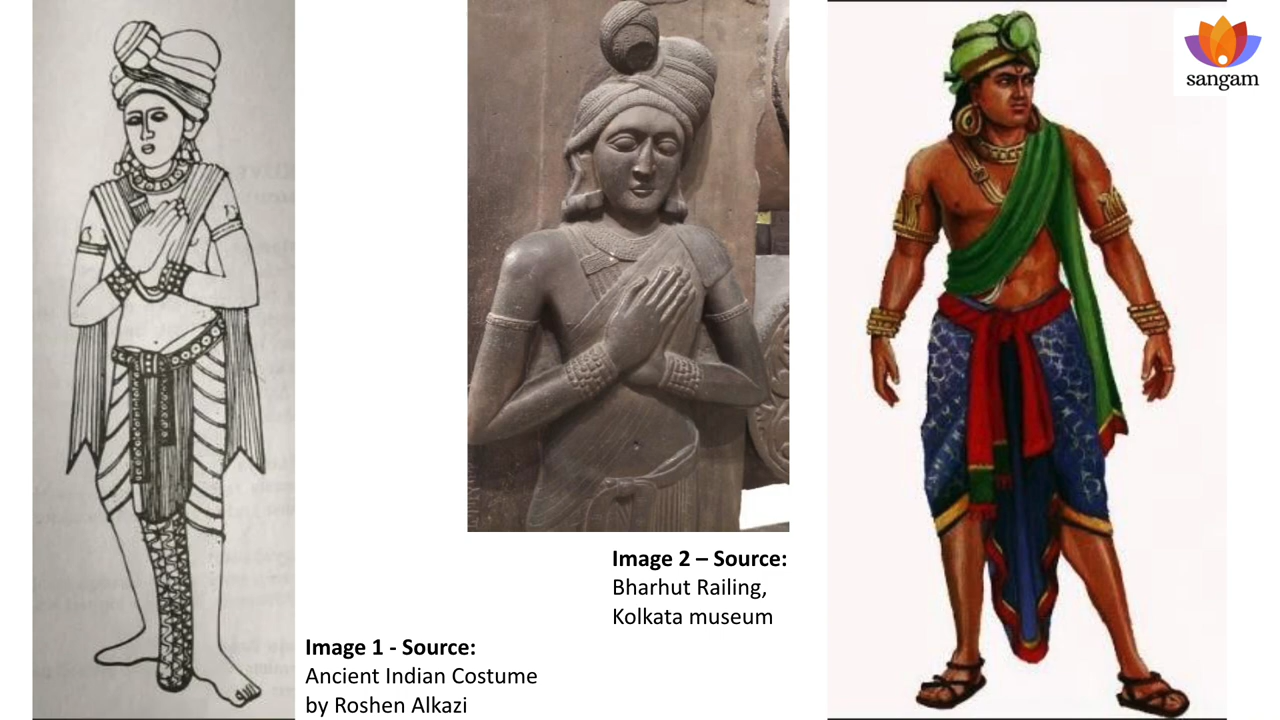 sangam
Image 2 – Source:
Bharhut Railing,
Kolkata museum
Image 1 - Source:
Ancient Indian Costume
by Roshen Alkazi